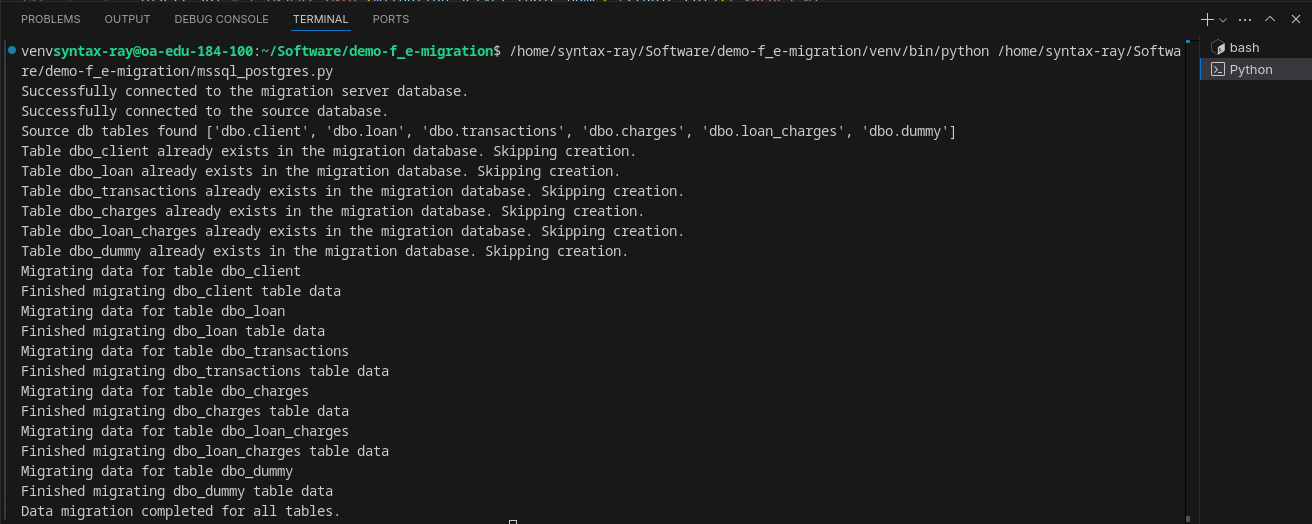 PROBLEMS OUTPUT DEBUG CONSOLE TERMINAL PORTS
bash
Python
venvsyntax-ray@oa-edu-184-100:~/Software/demo-f_e-migration$ /home/syntax-ray/Software/demo-f_e-migration/venv/bin/python /home/syntax-ray/Softwa
re/demo-f_e-migration/mssql_postgres.py
Successfully connected to the migration server database.
Successfully connected to the source database.
Source db tables found ['dbo.client', 'dbo.loan', 'dbo.transactions', 'dbo.charges', 'dbo.loan_charges', 'dbo.dummy']
Table dbo_client already exists in the migration database. Skipping creation.
Table dbo_loan already exists in the migration database. Skipping creation.
Table dbo_transactions already exists in the migration database. Skipping creation.
Table dbo_charges already exists in the migration database. Skipping creation.
Table dbo_loan_charges already exists in the migration database. Skipping creation.
Table dbo_dummy already exists in the migration database. Skipping creation.
Migrating data for table dbo_client
Finished migrating dbo_client table data
Migrating data for table dbo_loan
Finished migrating dbo_loan table data
Migrating data for table dbo_transactions
Finished migrating dbo_transactions table data
Migrating data for table dbo_charges
Finished migrating dbo_charges table data
Migrating data for table dbo_loan_charges
Finished migrating dbo_loan_charges table data
Migrating data for table dbo_dummy
Finished migrating dbo_dummy table data
Data migration completed for all tables.